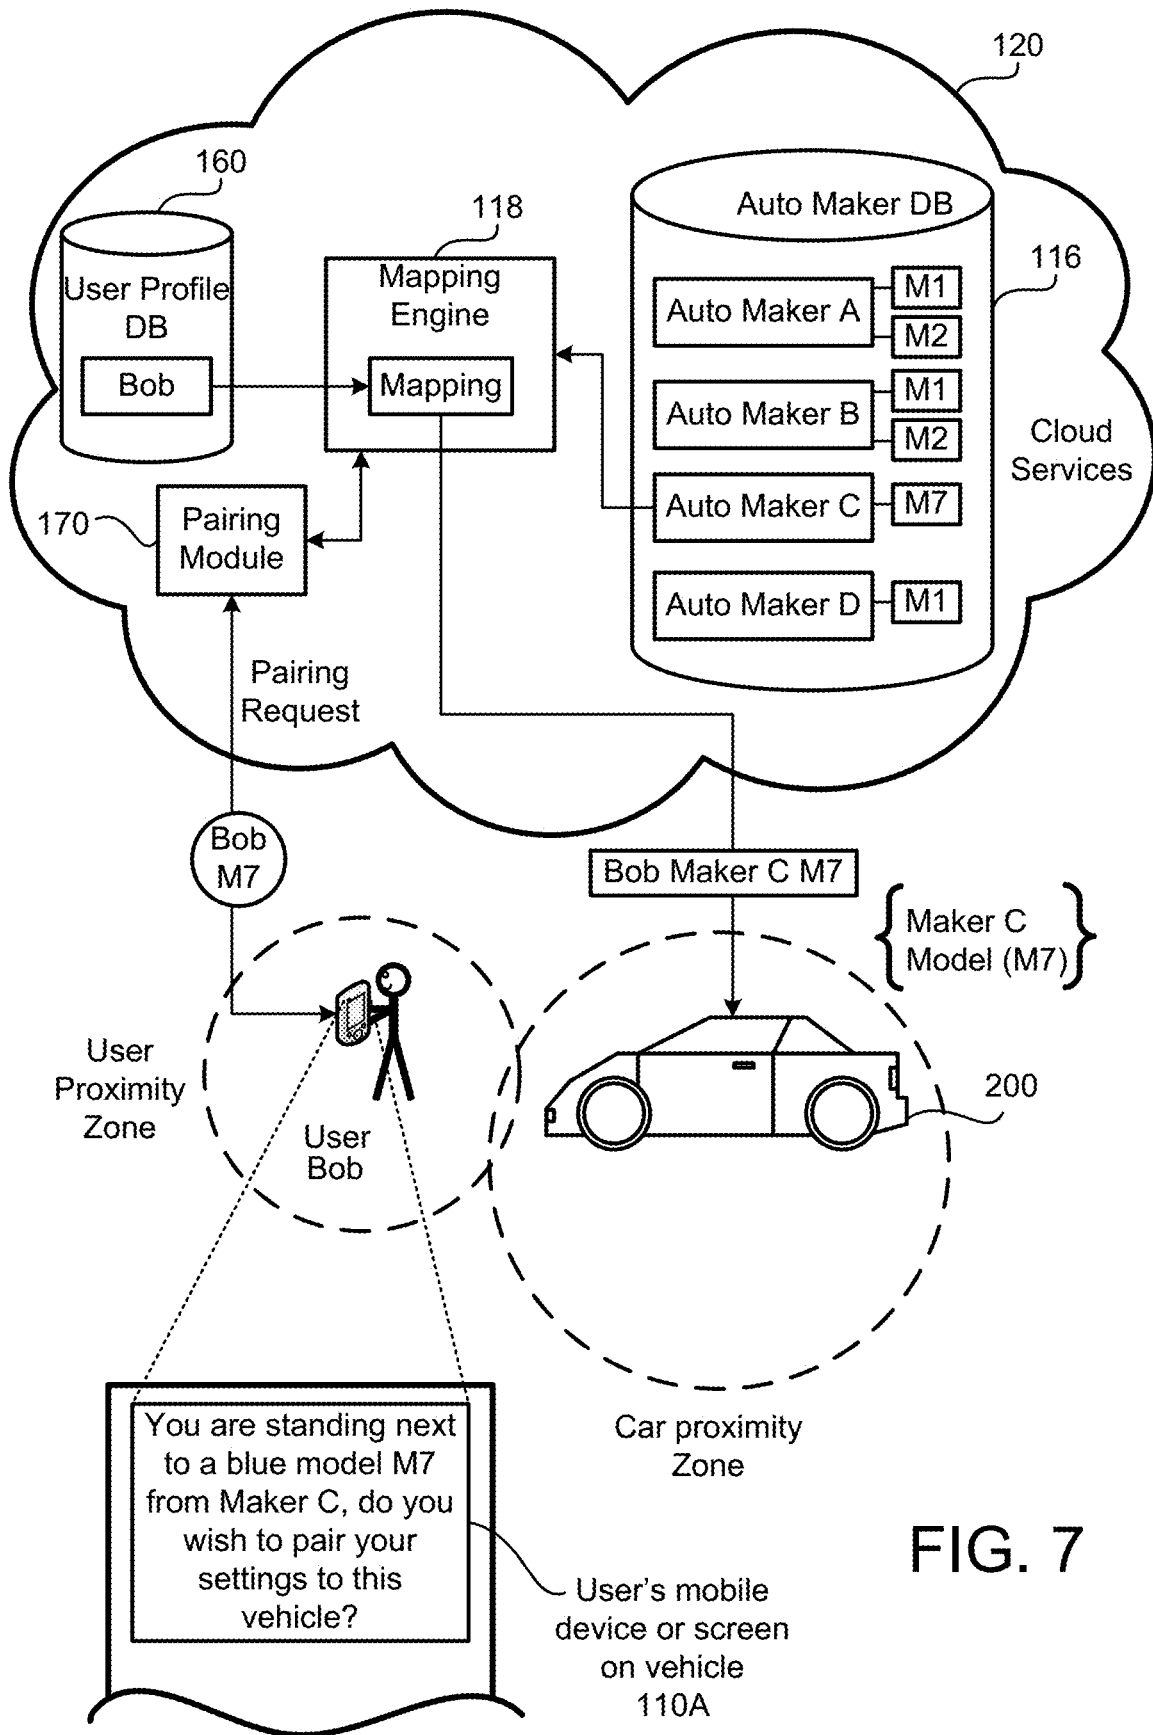 120
160
118
Auto Maker DB
116
User Profile
DB
Bob
Mapping
Engine
Mapping
Auto Maker A
M1
M2
Auto Maker B
M1
M2
Auto Maker C
M7
Auto Maker D
M1
Cloud
Services
170
Pairing
Module
Pairing
Request
Bob
M7
Bob Maker C M7
Maker C
Model (M7)
User
Proximity
Zone
User
Bob
200
Car proximity
Zone
You are standing next
to a blue model M7
from Maker C, do you
wish to pair your
settings to this
vehicle?
User's mobile
device or screen
on vehicle
110A
FIG. 7